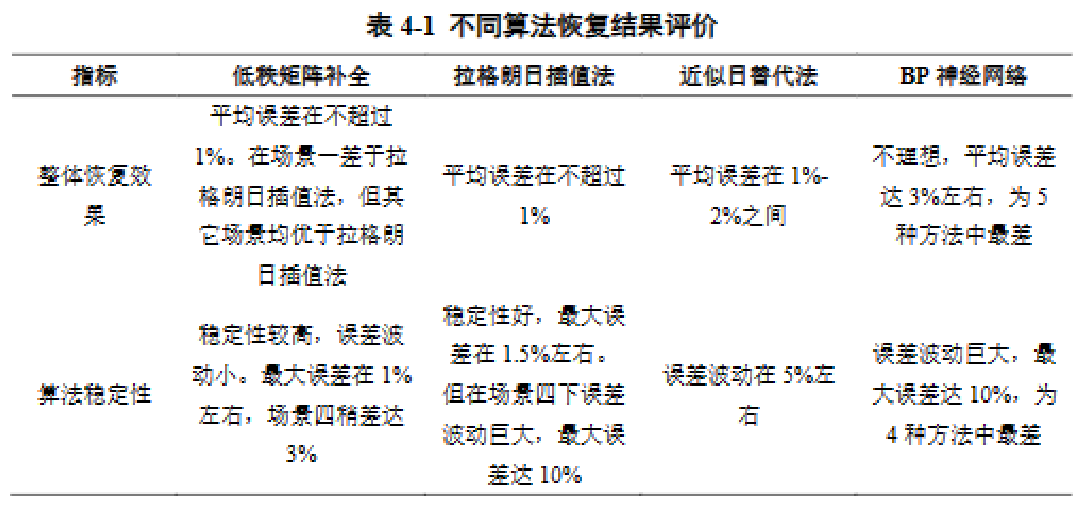 表 4-1 不同算法恢复结果评价
指标 低秩矩阵补全 拉格朗日插值法 近似日替代法 BP 神经网络
整体恢复效
果
平均误差在不超过
1%。在场景一差于拉
格朗日插值法，但其
它场景均优于拉格朗
日插值法
平均误差在不超过
1%
平均误差在 1%-
2%之间
不理想，平均误差
达 3%左右，为 5
种方法中最差
算法稳定性
稳定性较高，误差波
动小。最大误差在 1%
左右，场景四稍差达
3%
稳定性好，最大误
差在 1.5%左右。
但在场景四下误差
波动巨大，最大误
差达 10%
误差波动在 5%左
右
误差波动巨大，最
大误差达 10%，为
4 种方法中最差